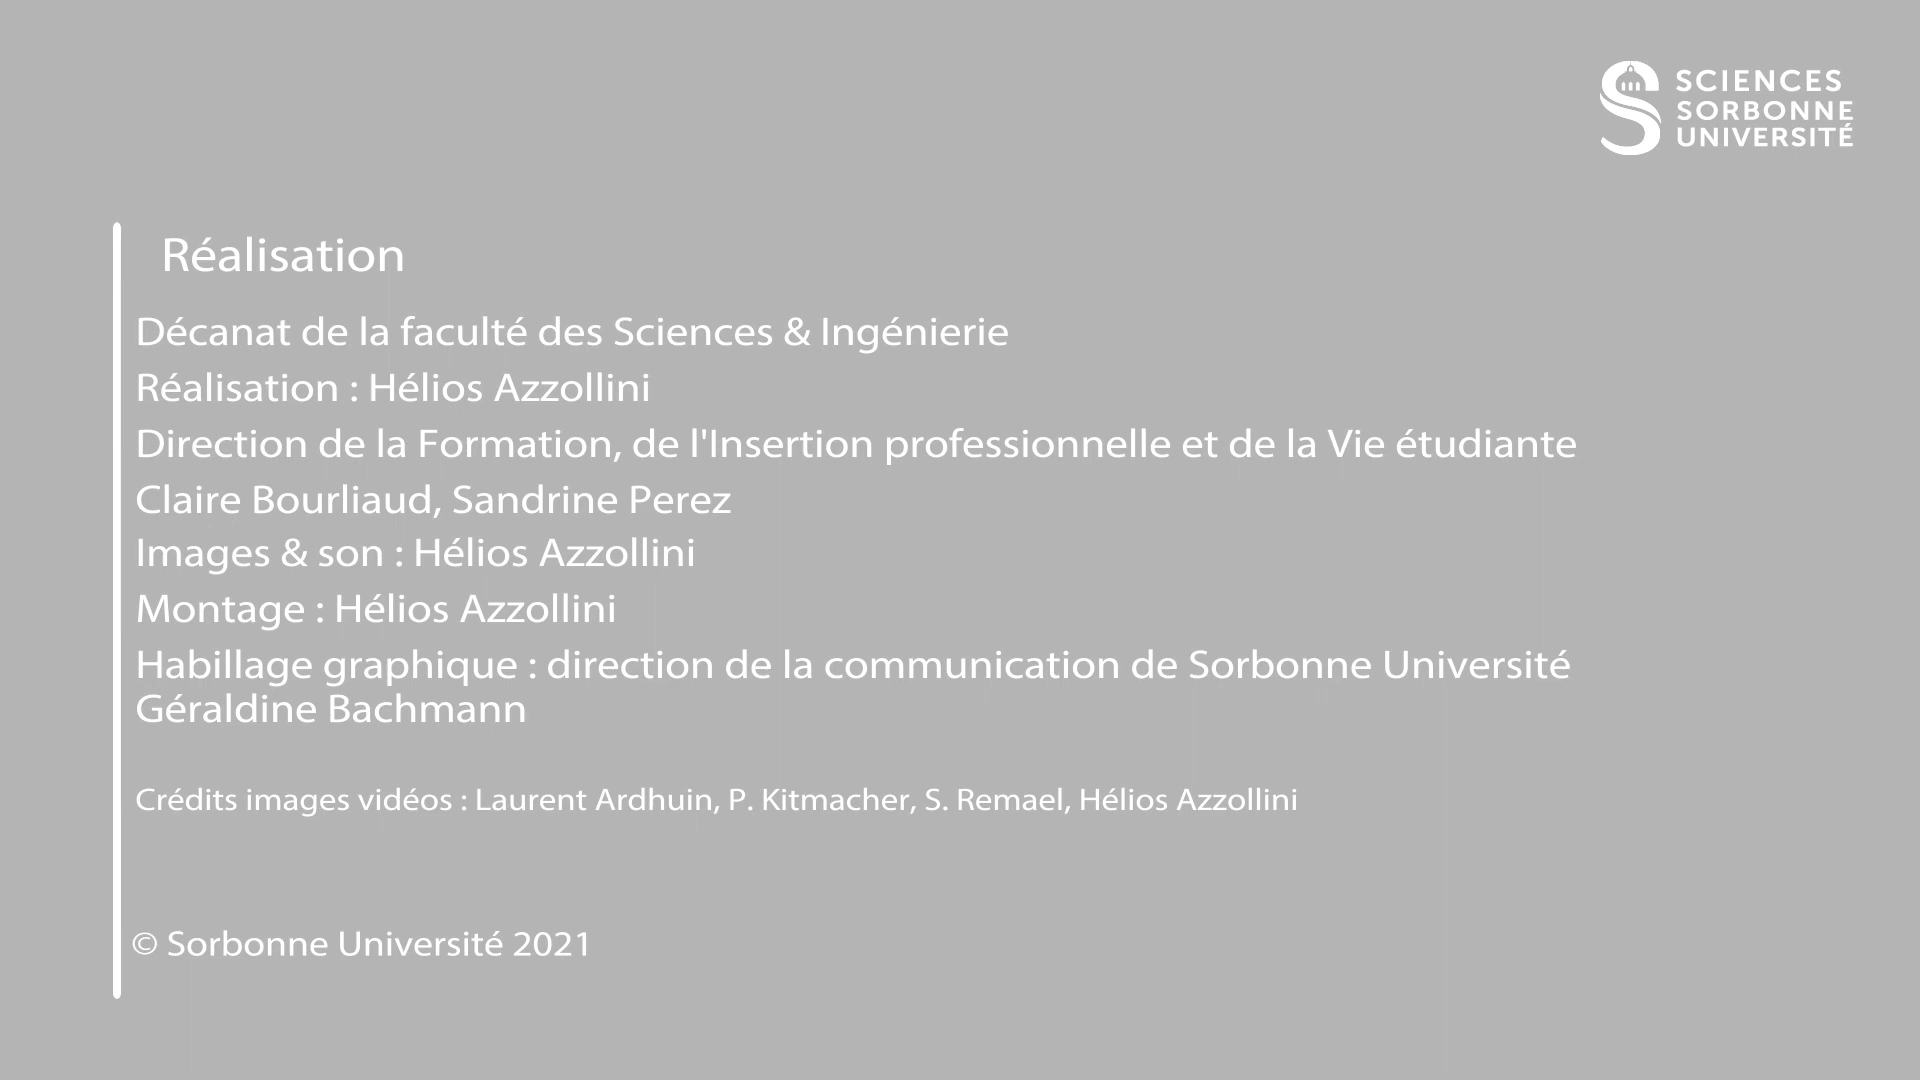 SCIENCES
SORBONNE
UNIVERSITÉ
Réalisation
Décanat de la faculté des Sciences & Ingénierie
Réalisation : Hélios Azzollini
Direction de la Formation, de l'Insertion professionnelle et de la Vie étudiante
Claire Bourliaud, Sandrine Perez
Images & son : Hélios Azzollini
Montage : Hélios Azzollini
Habillage graphique : direction de la communication de Sorbonne Université
Géraldine Bachmann
Crédits images vidéos : Laurent Ardhuin, P. Kitmacher, S. Remael, Hélios Azzollini
© Sorbonne Université 2021